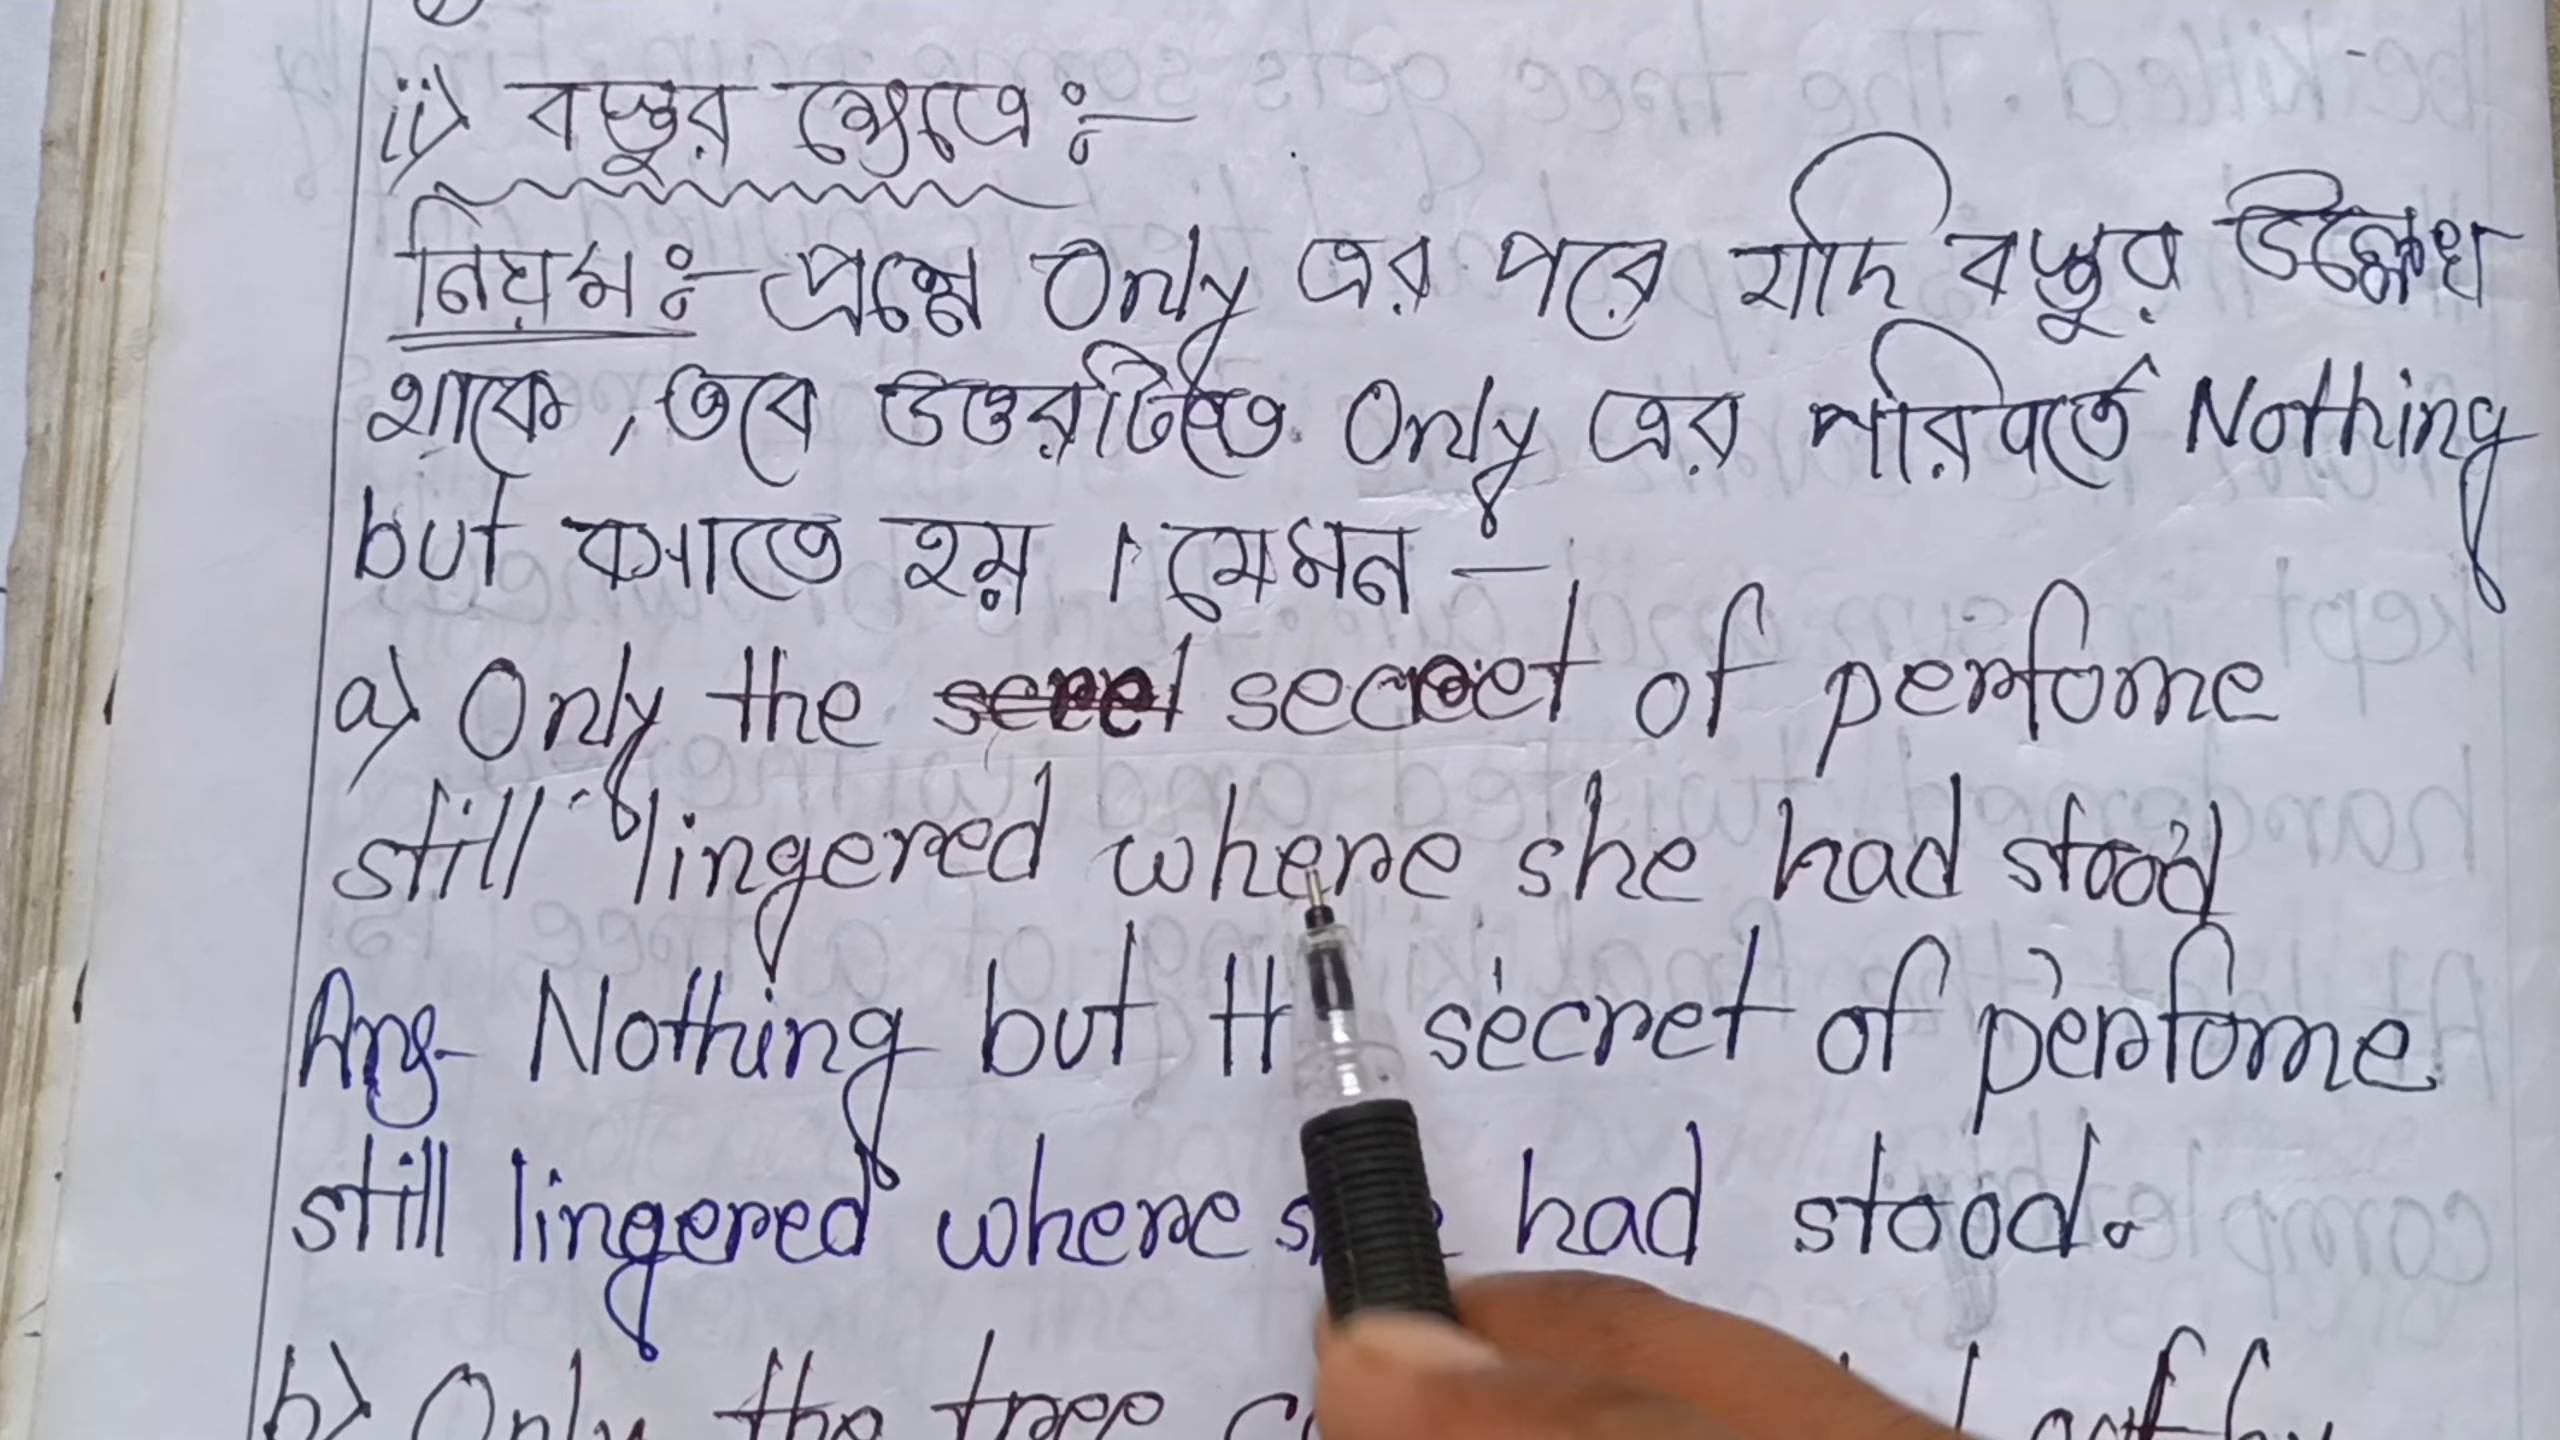 ii) বস্তুর ক্ষেত্রে ঃ-
নিয়ম ঃ- প্রশ্নে Only এর পরে যদি বস্তুর উল্লেখ
থাকে, তবে উত্তরটিতে Only এর পরিবর্তে Nothing
but বসাতে হয় । যেমন -
a) Only the secret of perfome
still lingered where she had stood
Ans- Nothing but secret of perfome
still lingered where had stood.
b) Only the tree